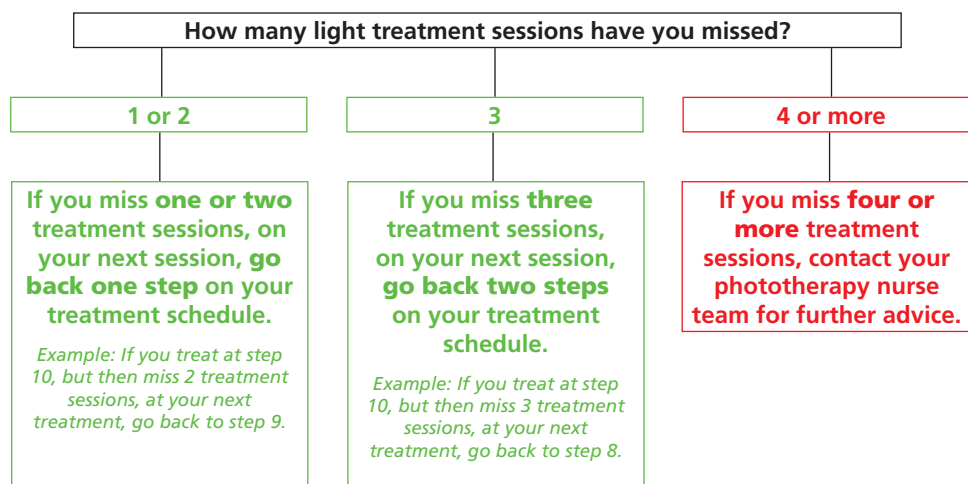 How many light treatment sessions have you missed?
1 or 2
3
4 or more
If you miss one or two
treatment sessions, on
your next session, go
back one step on your
treatment schedule.
Example: If you treat at step
10, but then miss 2 treatment
sessions, at your next
treatment, go back to step 9.
If you miss three
treatment sessions,
on your next session,
go back two steps
on your treatment
schedule.
Example: If you treat at step
10, but then miss 3 treatment
sessions, at your next
treatment, go back to step 8.
If you miss four or
more treatment
sessions, contact your
phototherapy nurse
team for further advice.